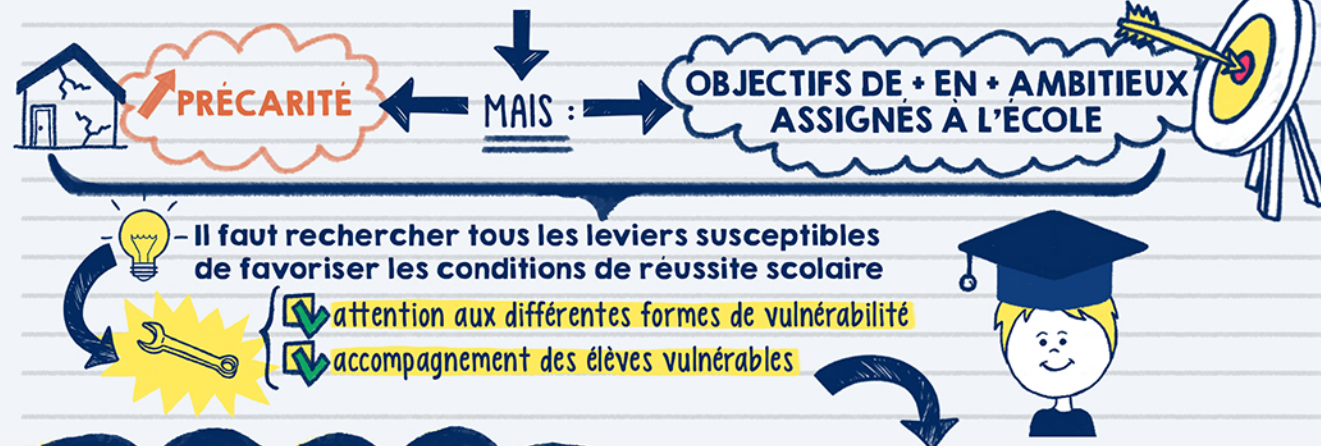 PRÉCARITÉ
MAIS :
OBJECTIFS DE + EN + AMBITIEUX
ASSIGNÉS À L'ÉCOLE
Il faut rechercher tous les leviers susceptibles
de favoriser les conditions de réussite scolaire
attention aux différentes formes de vulnérabilité
accompagnement des élèves vulnérables